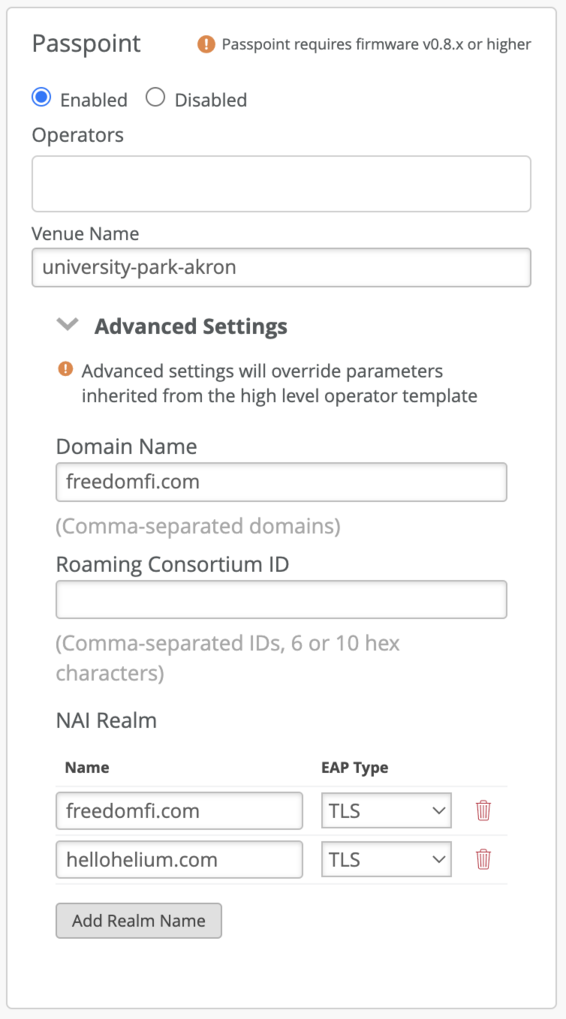 Passpoint
Passpoint requires firmware v0.8.x or higher
Enabled
Disabled
Operators
Venue Name
university-park-akron
Advanced Settings
Advanced settings will override parameters
inherited from the high level operator template
Domain Name
freedomfi.com
(Comma-separated domains)
Roaming Consortium ID
(Comma-separated IDs, 6 or 10 hex
characters)
NAI Realm
Name
EAP Type
freedomfi.com
TLS
hellohelium.com
TLS
Add Realm Name